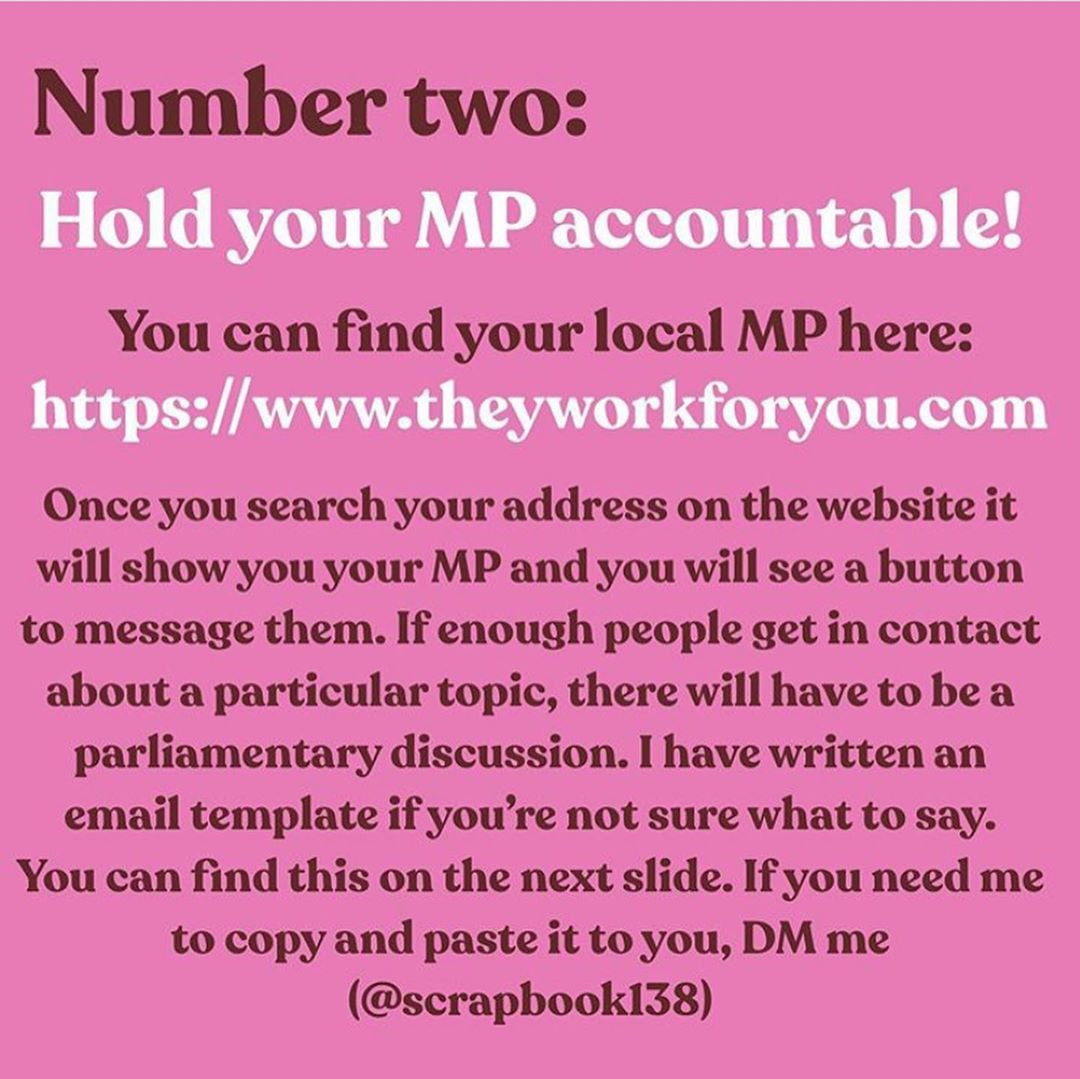 Number two:
Hold your MP accountable!
You can find your local MP here:
https://www.theyworkforyou.com
Once you search your address on the website it
will show you your MP and you will see a button
to message them. If enough people get in contact
about a particular topic, there will have to be a
parliamentary discussion. I have written an
email template if you’re not sure what to say.
You can find this on the next slide. If you need me
to copy and paste it to you, DM me
(@scrapbook138)